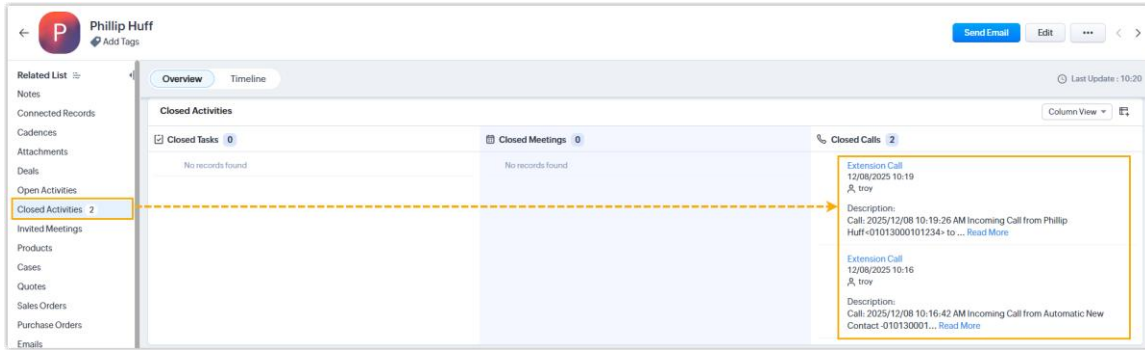 P
Phillip Huff
Add Tags
Send Email
Edit
...
Related List
Notes
Connected Records
Cadences
Attachments
Deals
Open Activities
Closed Activities 2
Invited Meetings
Products
Cases
Quotes
Sales Orders
Purchase Orders
Emails
Overview Timeline
Last Update : 10:20
Closed Activities
Column View
Closed Tasks 0
No records found
Closed Meetings 0
No records found
Closed Calls 2
Extension Call
12/08/2025 10:19
troy
Description:
Call: 2025/12/08 10:19:26 AM Incoming Call from Phillip
Huff<01013000101234> to ... Read More
Extension Call
12/08/2025 10:16
troy
Description:
Call: 2025/12/08 10:16:42 AM Incoming Call from Automatic New
Contact -010130001... Read More